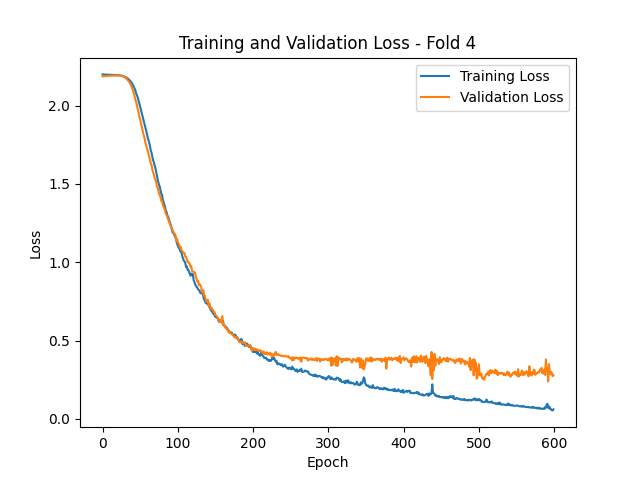 Training and Validation Loss - Fold 4
Training Loss
Validation Loss
Loss
2.0
1.5
1.0
0.5
0.0
0 100 200 300 400 500 600
Epoch